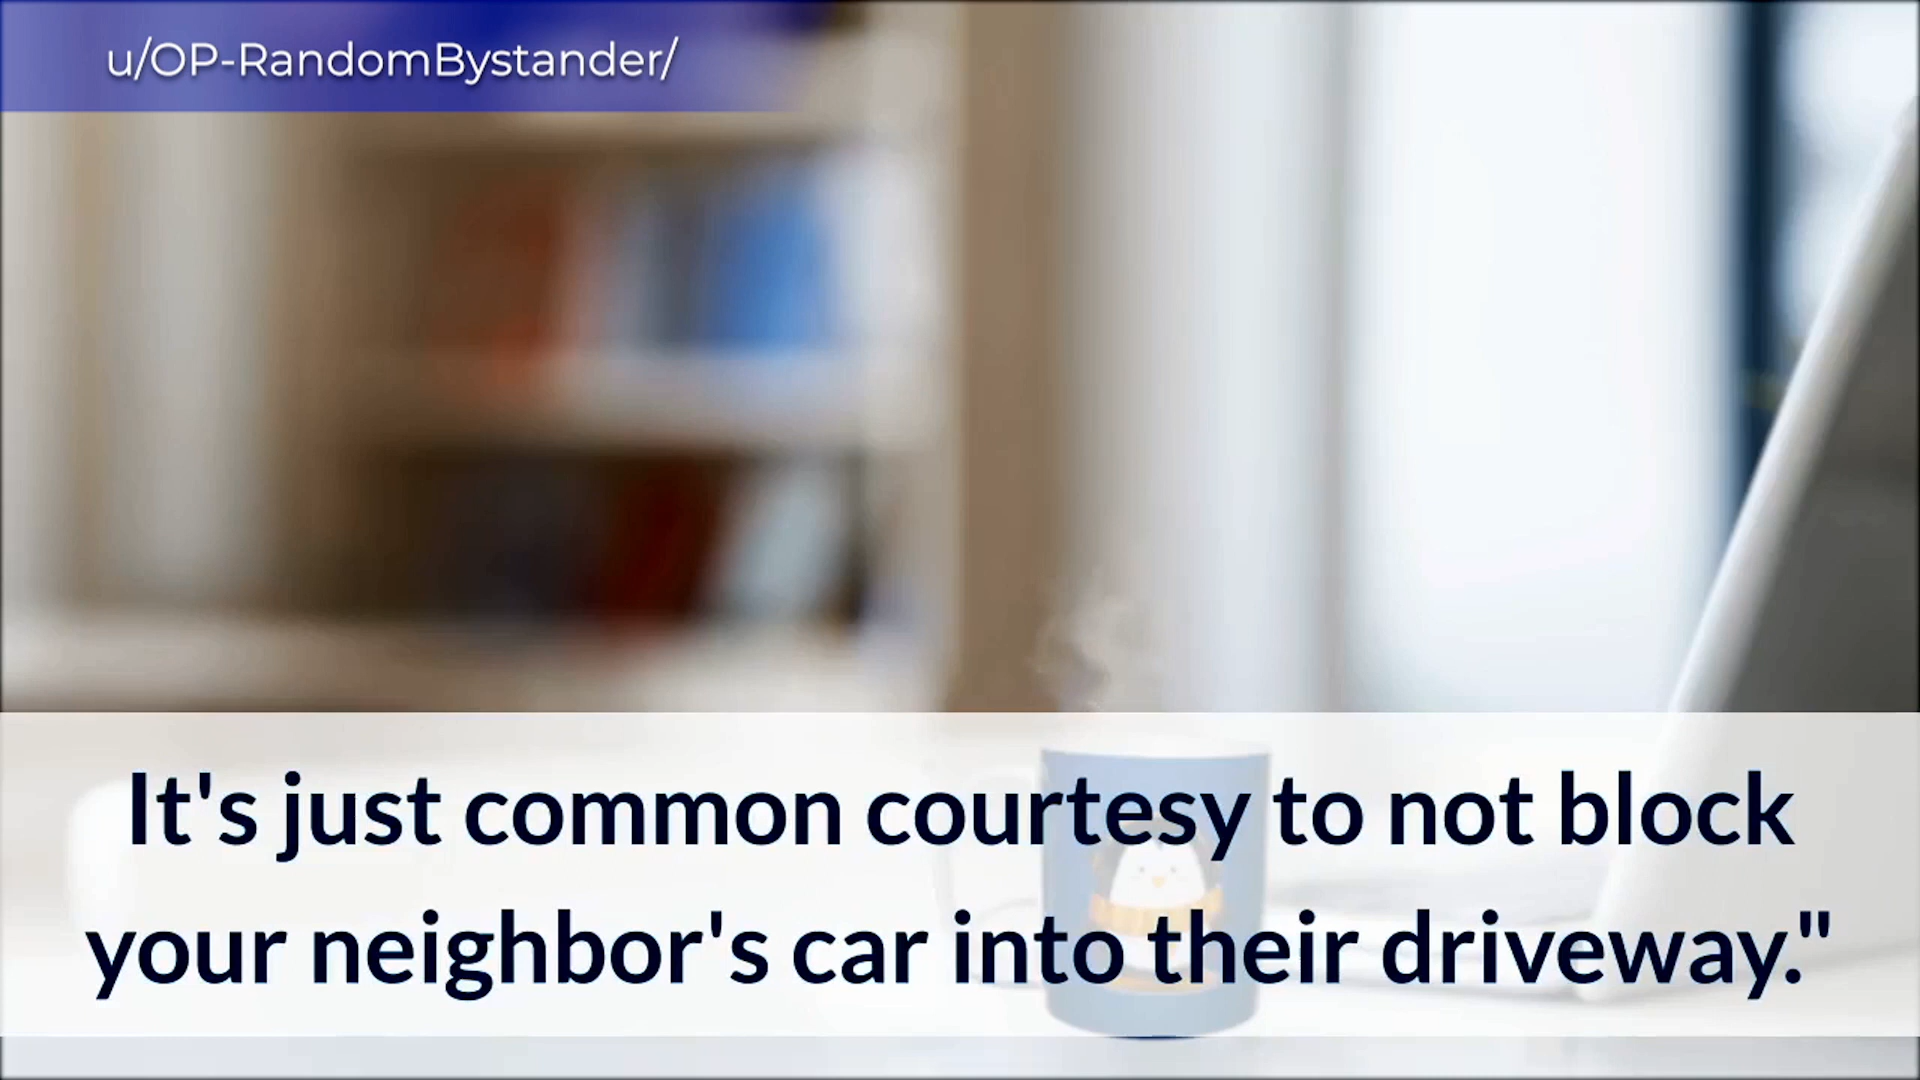 u/OP-RandomBystander/
It's just common courtesy to not block
your neighbor's car into their driveway."